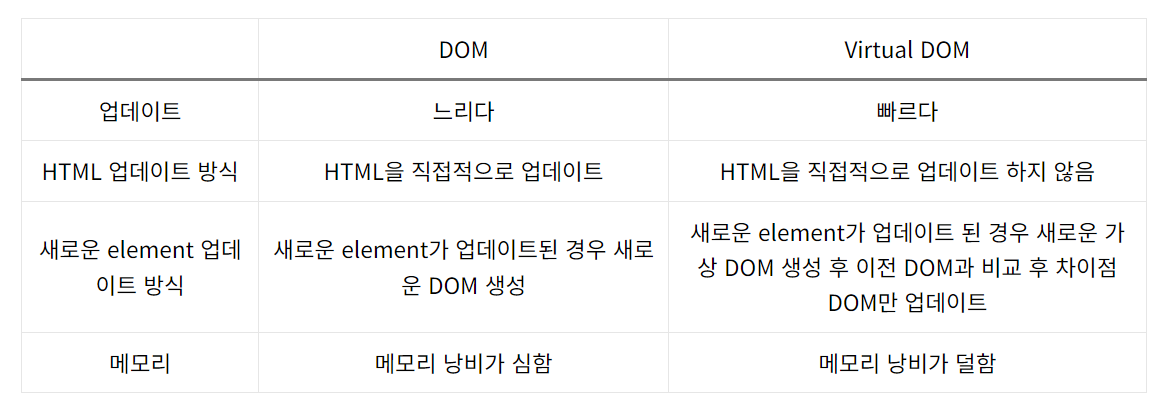 DOM
Virtual DOM
업데이트
느리다
빠르다
HTML 업데이트 방식
HTML을 직접적으로 업데이트
HTML을 직접적으로 업데이트 하지 않음
새로운 element 업데
이트 방식
새로운 element가 업데이트된 경우 새로
운 DOM 생성
새로운 element가 업데이트 된 경우 새로운 가
상 DOM 생성 후 이전 DOM과 비교 후 차이점
DOM만 업데이트
메모리
메모리 낭비가 심함
메모리 낭비가 덜함